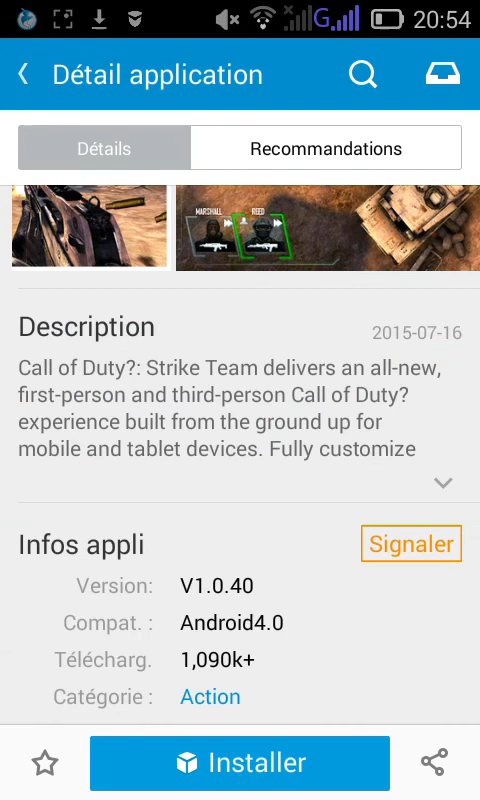 G 20:54
Détail application
Détails Recommandations
MARSHALL REED
Description 2015-07-16
Call of Duty?: Strike Team delivers an all-new,
first-person and third-person Call of Duty?
experience built from the ground up for
mobile and tablet devices. Fully customize
Infos appli Signaler
Version: V1.0.40
Compat. : Android4.0
Télécharg. 1,090k+
Catégorie : Action
Installer